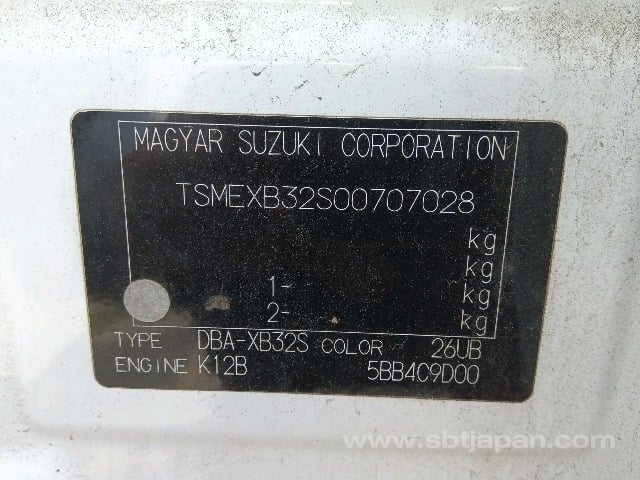 MAGYAR SUZUKI CORPORATION
TSMEXB32S00707028
kg
kg
1- kg
2- kg
TYPE DBA-XB32S COLOR 26UB
ENGINE K12B 5BB4C9D00
www.sbtjapan.com